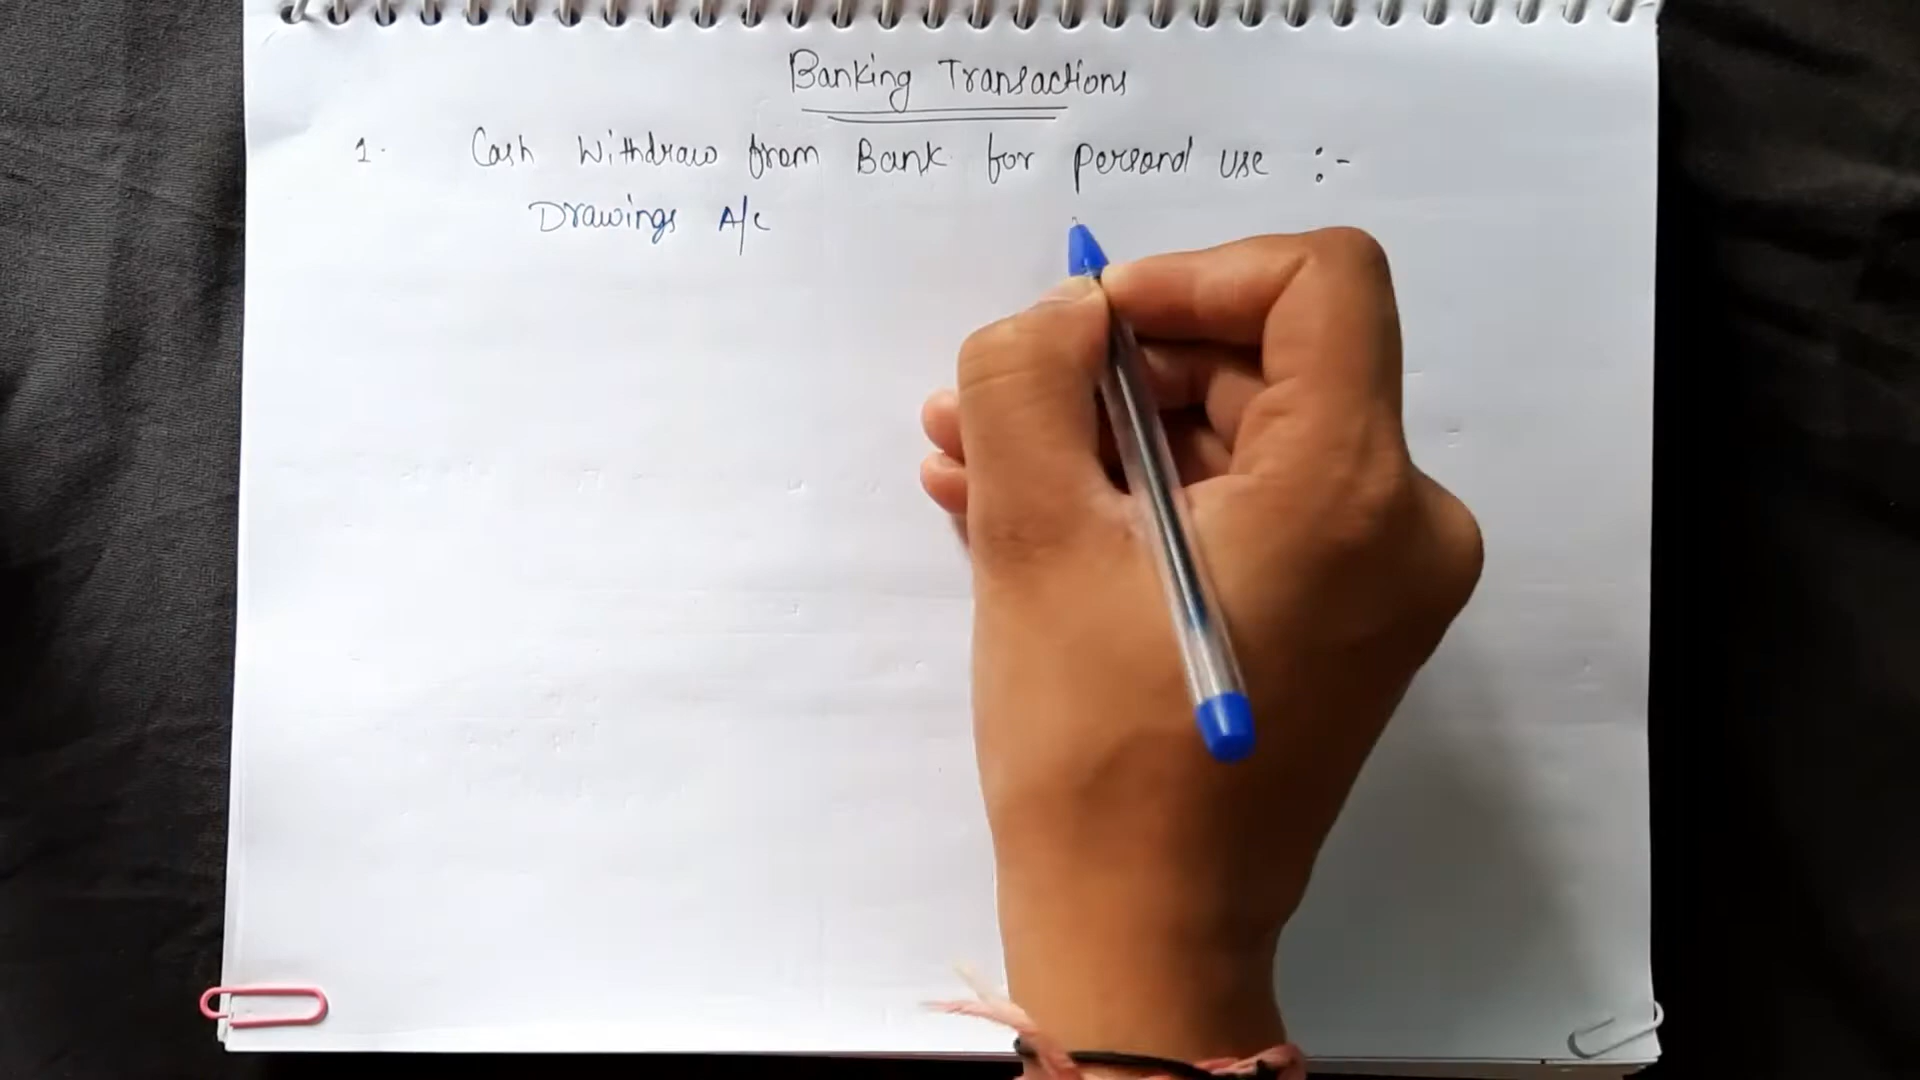 Banking Transactions
1. Cash Withdraw from Bank for personal use :-
Drawings A/c